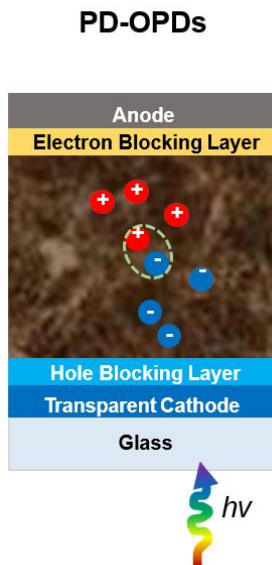 PD-OPDs
Anode
Electron Blocking Layer
+ + +
+
- -
-
-
Hole Blocking Layer
Transparent Cathode
Glass
hv